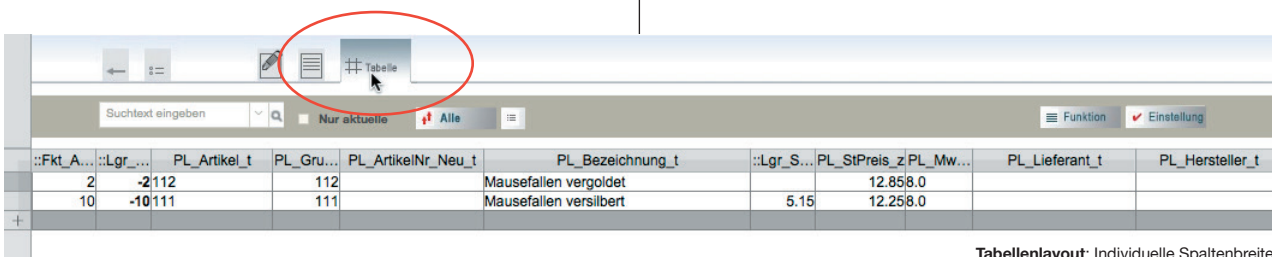 Tabelle
Suchtext eingeben Nur aktuelle Alle Funktion Einstellung
::Fkt_A... ::Lgr_... PL_Artikel_t PL_Gru... PL_ArtikelNr_Neu_t PL_Bezeichnung_t ::Lgr_S... PL_StPreis_z PL_Mw... PL_Lieferant_t PL_Hersteller_t
2 -2 112 112 Mausefallen vergoldet 12.85 8.0
10 -10 111 111 Mausefallen versilbert 5.15 12.25 8.0
Tabellenlayout: Individuelle Spaltenbreite